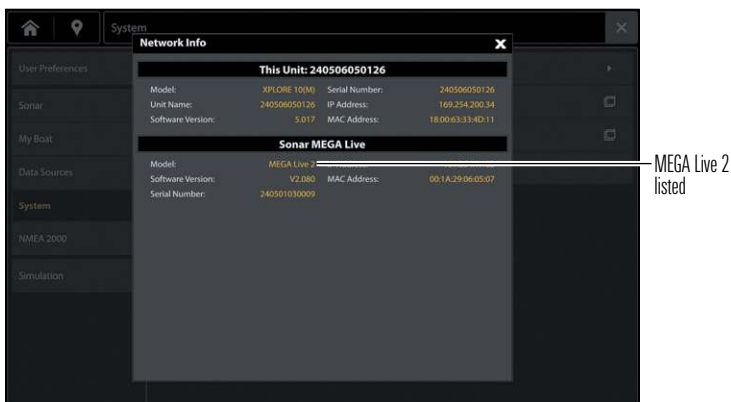 System
Network Info
This Unit: 240506050126
Model: XPLORE 10(M) Serial Number: 240506050126
Unit Name: 240506050126 IP Address: 169.254.200.34
Software Version: 5.017 MAC Address: 18:00:63:33:4D:11
Sonar MEGA Live
Model: MEGA Live 2
Software Version: V2.080 MAC Address: 00:1A:29:06:05:07
Serial Number: 240501030009
User Preferences
Sonar
My Boat
Data Sources
System
NMEA 2000
Simulation
MEGA Live 2
listed